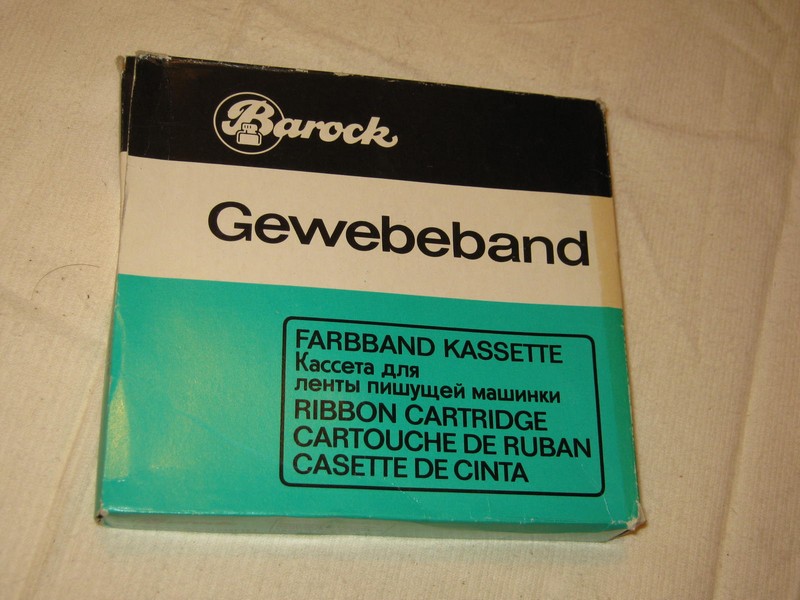 Barock
Gewebeband
FARBBAND KASSETTE
Кассета для
ленты пишущей машинки
RIBBON CARTRIDGE
CARTOUCHE DE RUBAN
CASETTE DE CINTA